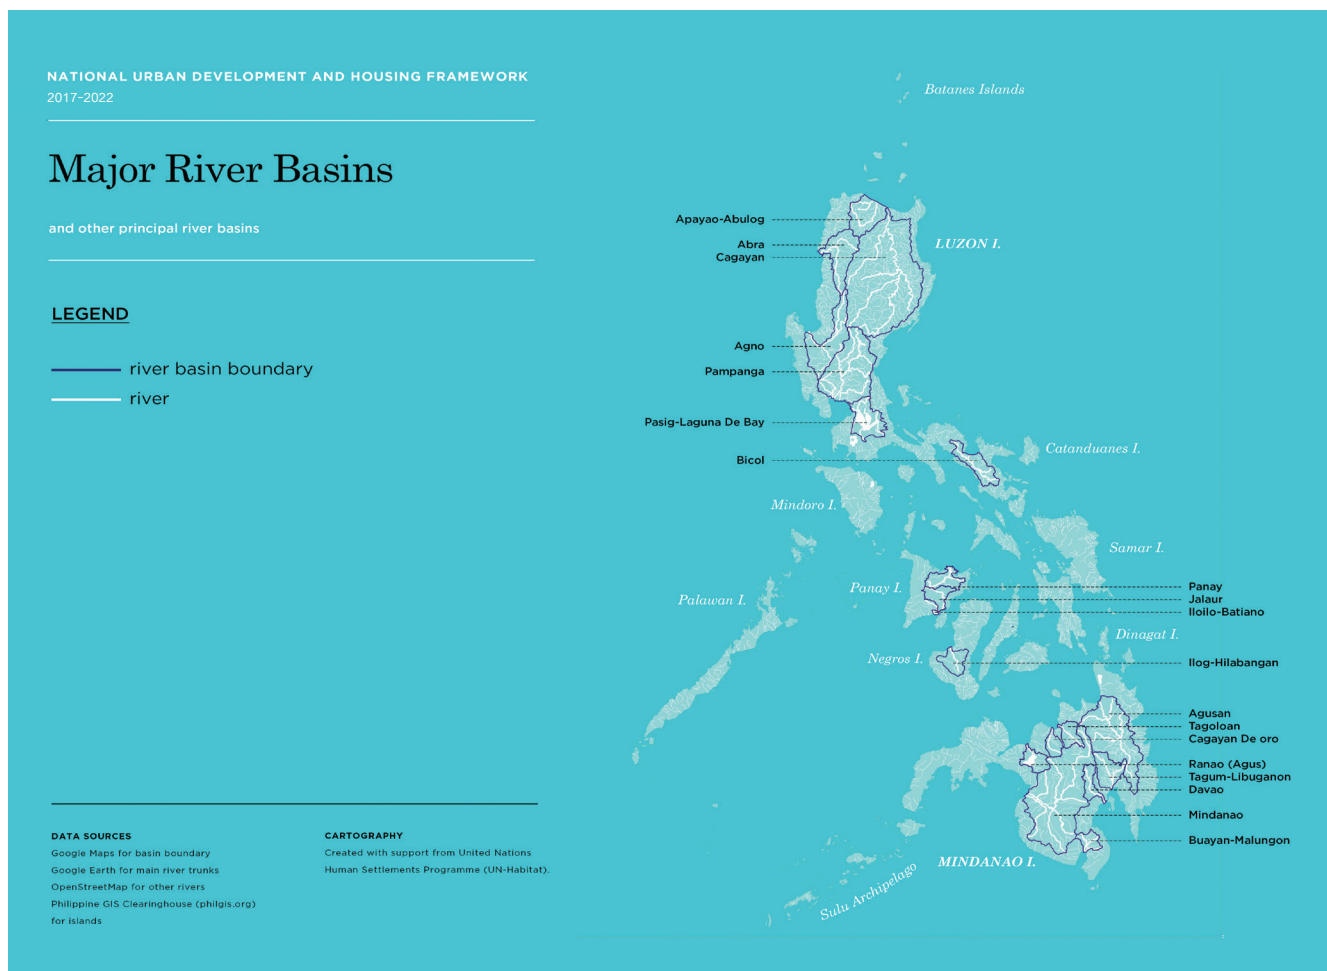 NATIONAL URBAN DEVELOPMENT AND HOUSING FRAMEWORK
2017-2022
Major River Basins
and other principal river basins
LEGEND
river basin boundary
river
Batanes Islands
Apayao-Abulog
Abra
Cagayan
LUZON I.
Agno
Pampanga
Pasig-Laguna De Bay
Bicol
Catanduanes I.
Mindoro I.
Samar I.
Panay I.
Palawan I.
Panay
Jalaur
Iloilo-Batiano
Dinagat I.
Negros I.
Ilog-Hilabangan
Agusan
Tagoloan
Cagayan De oro
Ranao (Agus)
Tagum-Libuganon
Davao
Mindanao
Buayan-Malungon
MINDANAO I.
Sulu Archipelago
DATA SOURCES
Google Maps for basin boundary
Google Earth for main river trunks
OpenStreetMap for other rivers
Philippine GIS Clearinghouse (philgis.org)
for islands
CARTOGRAPHY
Created with support from United Nations
Human Settlements Programme (UN-Habitat).